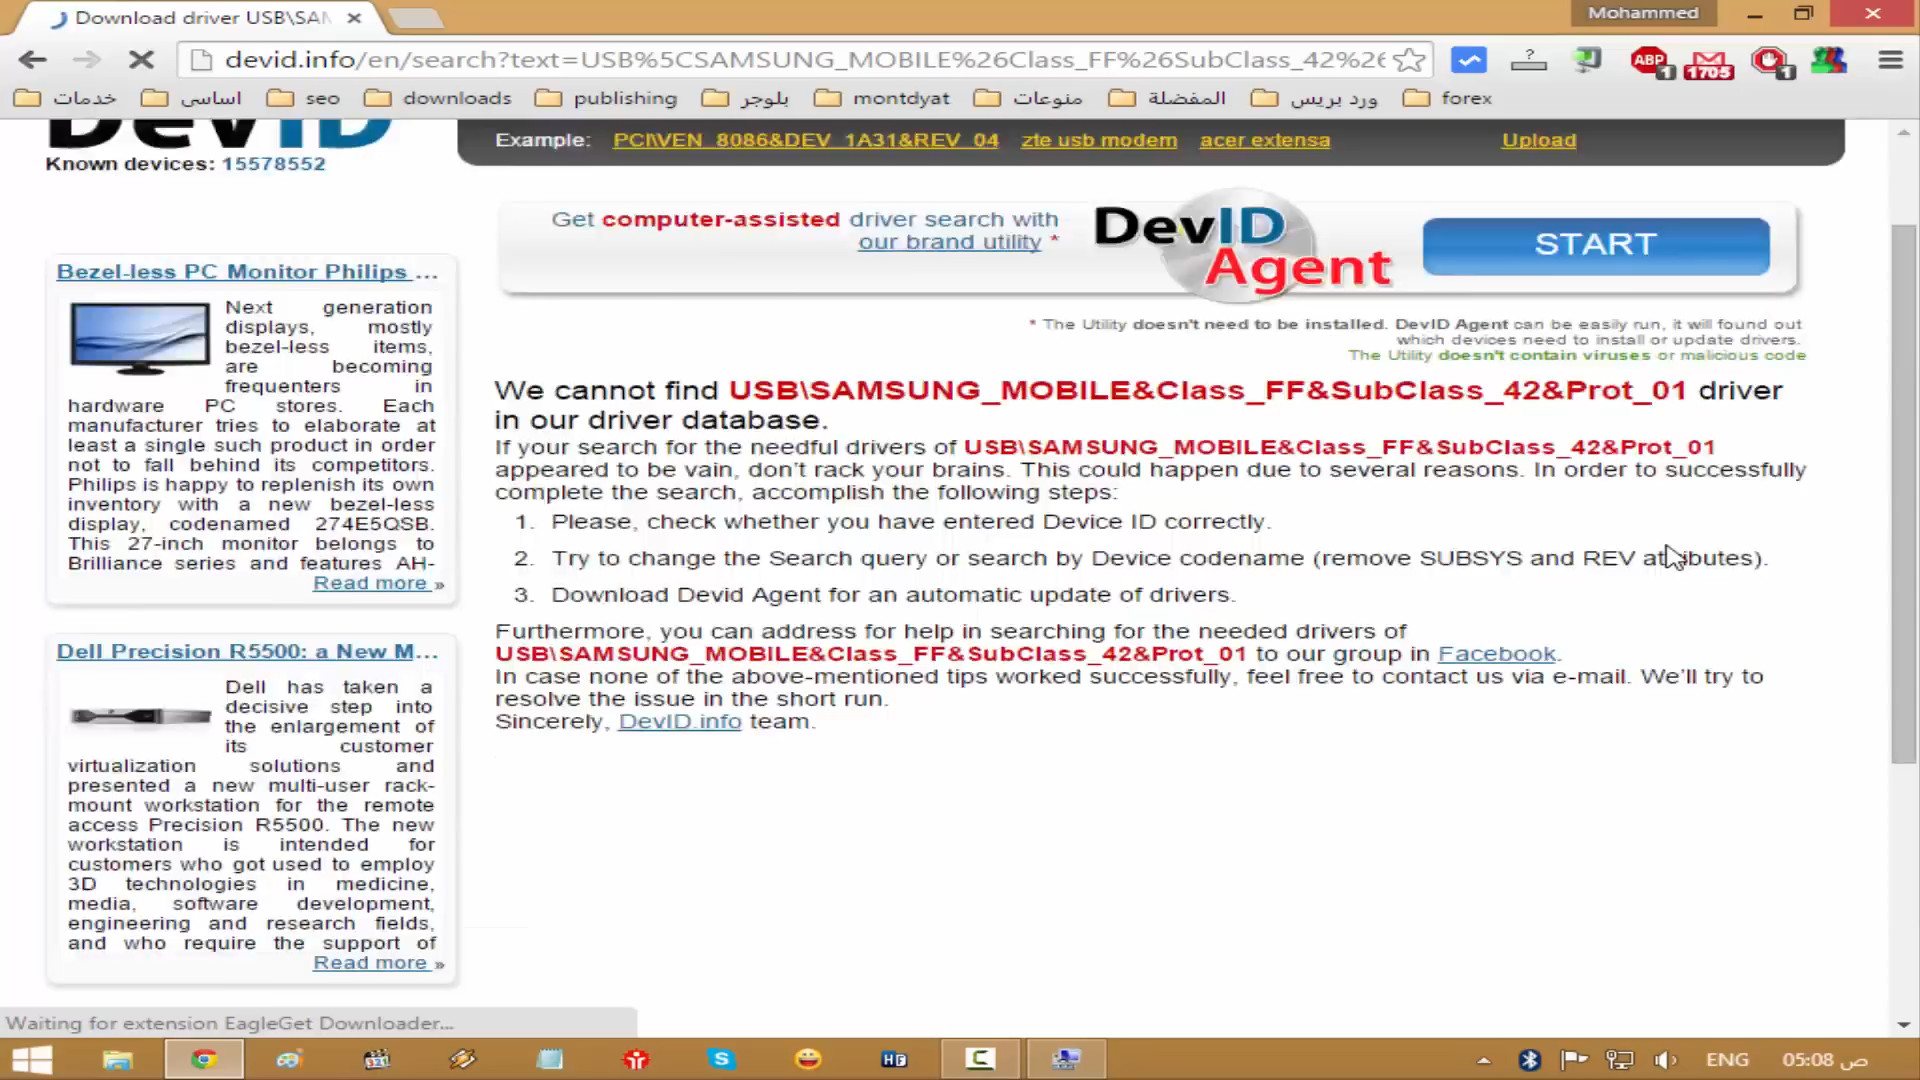 Download driver USB\SAM
Mohammed
devid.info/en/search?text=USB%5CSAMSUNG_MOBILE%26Class_FF%26SubClass_42%26
?
ABP
1
1705
1
خدمات
اساسى
seo
downloads
publishing
بلوجر
montdyat
منوعات
المفضلة
ورد بريس
forex
DevID
Known devices: 15578552
Example: PCI\VEN_8086&DEV_1A31&REV_04 zte usb modem acer extensa Upload
Get computer-assisted driver search with
our brand utility *
DevID
Agent
START
* The Utility doesn't need to be installed. DevID Agent can be easily run, it will found out
which devices need to install or update drivers.
The Utility doesn't contain viruses or malicious code
Bezel-less PC Monitor Philips ...
Next generation
displays, mostly
bezel-less items,
are becoming
frequenters in
hardware PC stores. Each
manufacturer tries to elaborate at
least a single such product in order
not to fall behind its competitors.
Philips is happy to replenish its own
inventory with a new bezel-less
display, codenamed 274E5QSB.
This 27-inch monitor belongs to
Brilliance series and features AH-
Read more »
Dell Precision R5500: a New M...
Dell has taken a
decisive step into
the enlargement of
its customer
virtualization solutions and
presented a new multi-user rack-
mount workstation for the remote
access Precision R5500. The new
workstation is intended for
customers who got used to employ
3D technologies in medicine,
media, software development,
engineering and research fields,
and who require the support of
Read more »
We cannot find USB\SAMSUNG_MOBILE&Class_FF&SubClass_42&Prot_01 driver
in our driver database.
If your search for the needful drivers of USB\SAMSUNG_MOBILE&Class_FF&SubClass_42&Prot_01
appeared to be vain, don't rack your brains. This could happen due to several reasons. In order to successfully
complete the search, accomplish the following steps:
1. Please, check whether you have entered Device ID correctly.
2. Try to change the Search query or search by Device codename (remove SUBSYS and REV attributes).
3. Download Devid Agent for an automatic update of drivers.
Furthermore, you can address for help in searching for the needed drivers of
USB\SAMSUNG_MOBILE&Class_FF&SubClass_42&Prot_01 to our group in Facebook.
In case none of the above-mentioned tips worked successfully, feel free to contact us via e-mail. We'll try to
resolve the issue in the short run.
Sincerely, DevID.info team.
Waiting for extension EagleGet Downloader...
ENG
05:08 ص